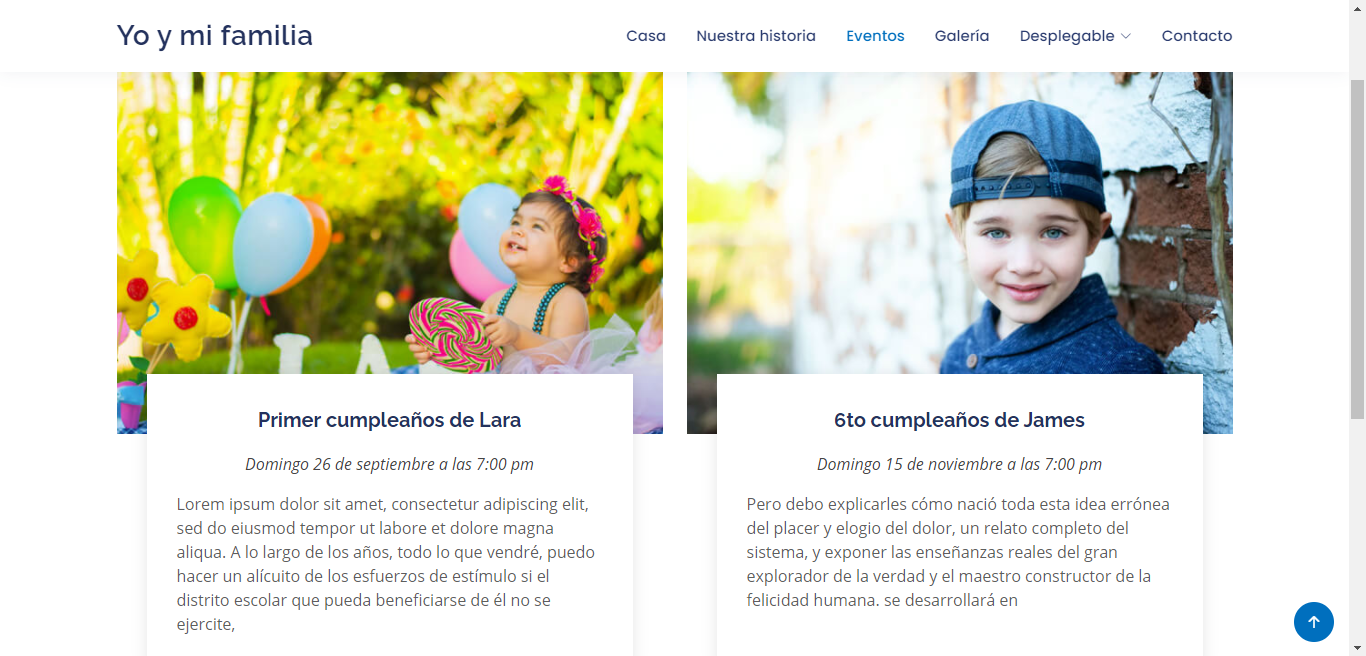 Yo y mi familia
Casa Nuestra historia Eventos Galería Desplegable Contacto
LA
Primer cumpleaños de Lara
Domingo 26 de septiembre a las 7:00 pm
Lorem ipsum dolor sit amet, consectetur adipiscing elit,
sed do eiusmod tempor ut labore et dolore magna
aliqua. A lo largo de los años, todo lo que vendré, puedo
hacer un alícuito de los esfuerzos de estímulo si el
distrito escolar que pueda beneficiarse de él no se
ejercite,
6to cumpleaños de James
Domingo 15 de noviembre a las 7:00 pm
Pero debo explicarles cómo nació toda esta idea errónea
del placer y elogio del dolor, un relato completo del
sistema, y exponer las enseñanzas reales del gran
explorador de la verdad y el maestro constructor de la
felicidad humana. se desarrollará en